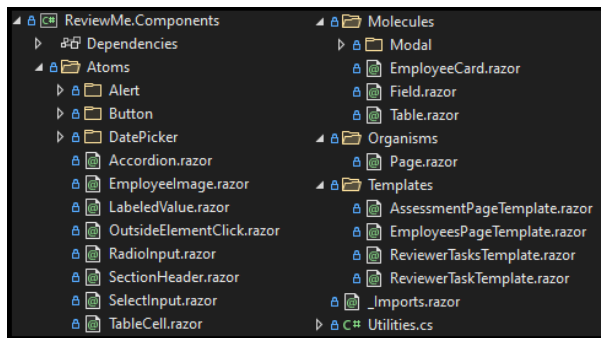 C# ReviewMe.Components
Dependencies
Atoms
Alert
Button
DatePicker
@ Accordion.razor
@ EmployeeImage.razor
@ LabeledValue.razor
@ OutsideElementClick.razor
@ RadioInput.razor
@ SectionHeader.razor
@ SelectInput.razor
@ TableCell.razor
Molecules
Modal
@ EmployeeCard.razor
@ Field.razor
@ Table.razor
Organisms
@ Page.razor
Templates
@ AssessmentPageTemplate.razor
@ EmployeesPageTemplate.razor
@ ReviewerTasksTemplate.razor
@ ReviewerTaskTemplate.razor
@ _Imports.razor
C# Utilities.cs